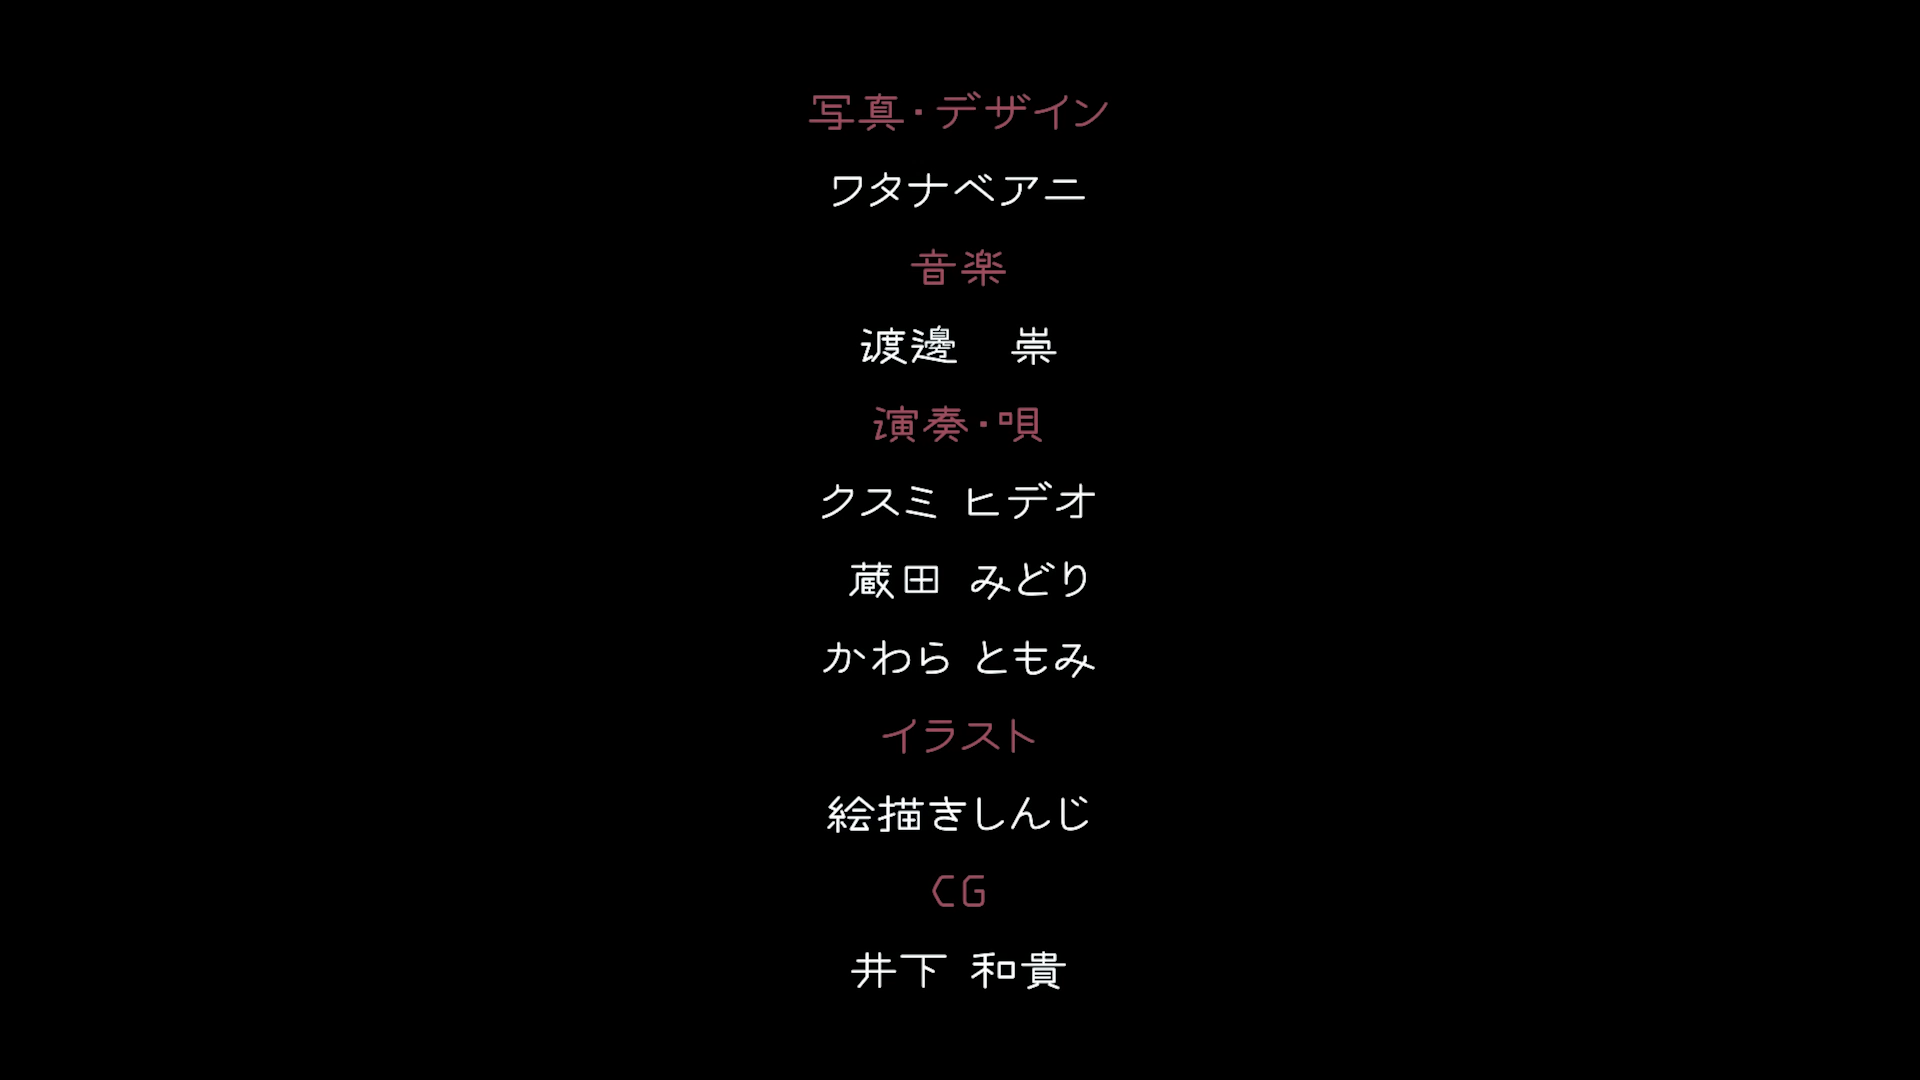 写真・デザイン
ワタナベアニ
音楽
渡邊　崇
演奏・唄
クスミ ヒデオ
蔵田 みどり
かわら ともみ
イラスト
絵描きしんじ
CG
井下 和貴